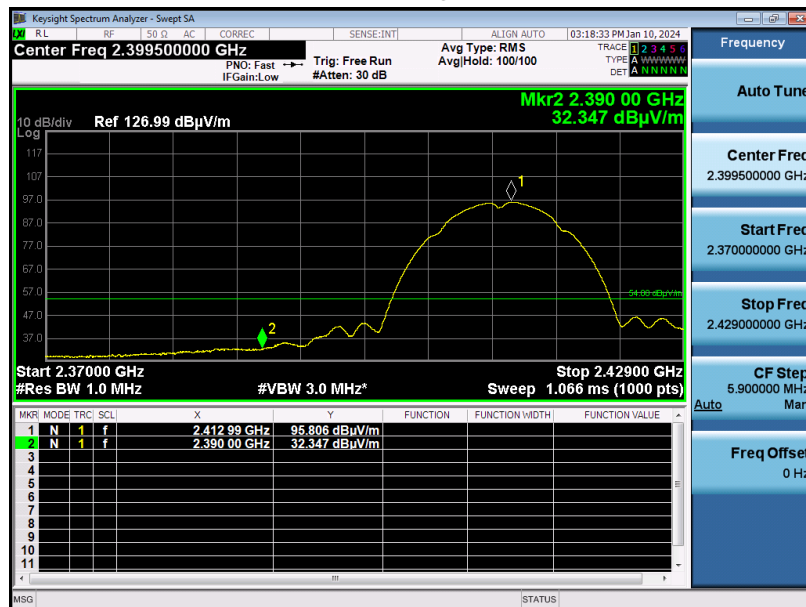 Keysight Spectrum Analyzer - Swept SA
LXI RL RF 50 Ω AC CORREC SENSE:INT ALIGN AUTO 03:18:33 PM Jan 10, 2024
Center Freq 2.399500000 GHz
PNO: Fast
IFGain:Low
Trig: Free Run
#Atten: 30 dB
Avg Type: RMS
Avg|Hold: 100/100
TRACE 1 2 3 4 5 6
TYPE A WWWWW
DET A N N N N N
Mkr2 2.390 00 GHz
32.347 dBµV/m
10 dB/div Ref 126.99 dBµV/m
Log
117
107
97.0
87.0
77.0
67.0
57.0
47.0
37.0
1
2
54.00 dBµV/m
Start 2.37000 GHz Stop 2.42900 GHz
#Res BW 1.0 MHz #VBW 3.0 MHz* Sweep 1.066 ms (1000 pts)
MKR MODE TRC SCL X Y FUNCTION FUNCTION WIDTH FUNCTION VALUE
1 N 1 f 2.412 99 GHz 95.806 dBµV/m
2 N 1 f 2.390 00 GHz 32.347 dBµV/m
3
4
5
6
7
8
9
10
11
MSG STATUS
Frequency
Auto Tune
Center Freq
2.399500000 GHz
Start Freq
2.370000000 GHz
Stop Freq
2.429000000 GHz
CF Step
5.900000 MHz
Auto Man
Freq Offset
0 Hz